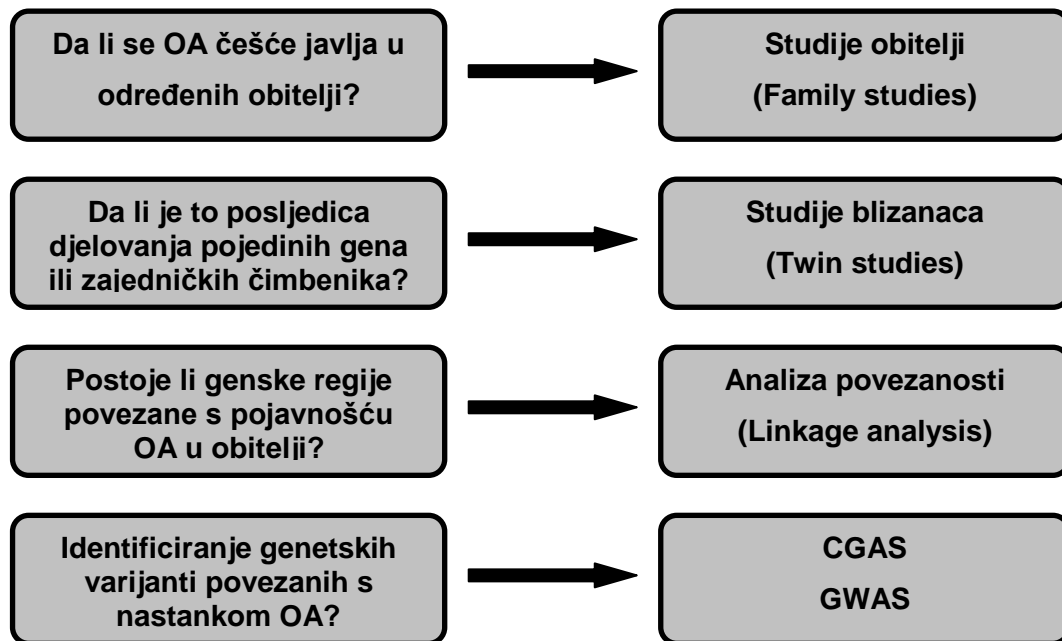 Da li se OA češće javlja u
određenih obitelji?
Studije obitelji
(Family studies)
Da li je to posljedica
djelovanja pojedinih gena
ili zajedničkih čimbenika?
Studije blizanaca
(Twin studies)
Postoje li genske regije
povezane s pojavnošću
OA u obitelji?
Analiza povezanosti
(Linkage analysis)
Identificiranje genetskih
varijanti povezanih s
nastankom OA?
CGAS
GWAS